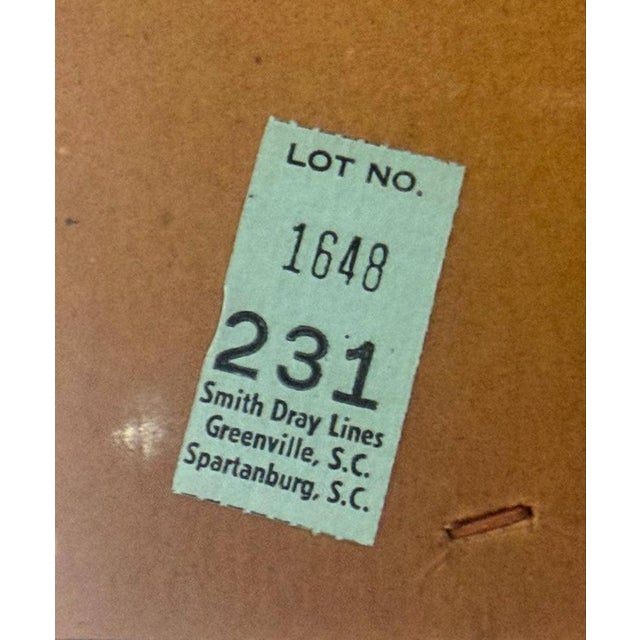 LOT NO.
1648
231
Smith Dray Lines
Greenville, S.C.
Spartanburg, S.C.